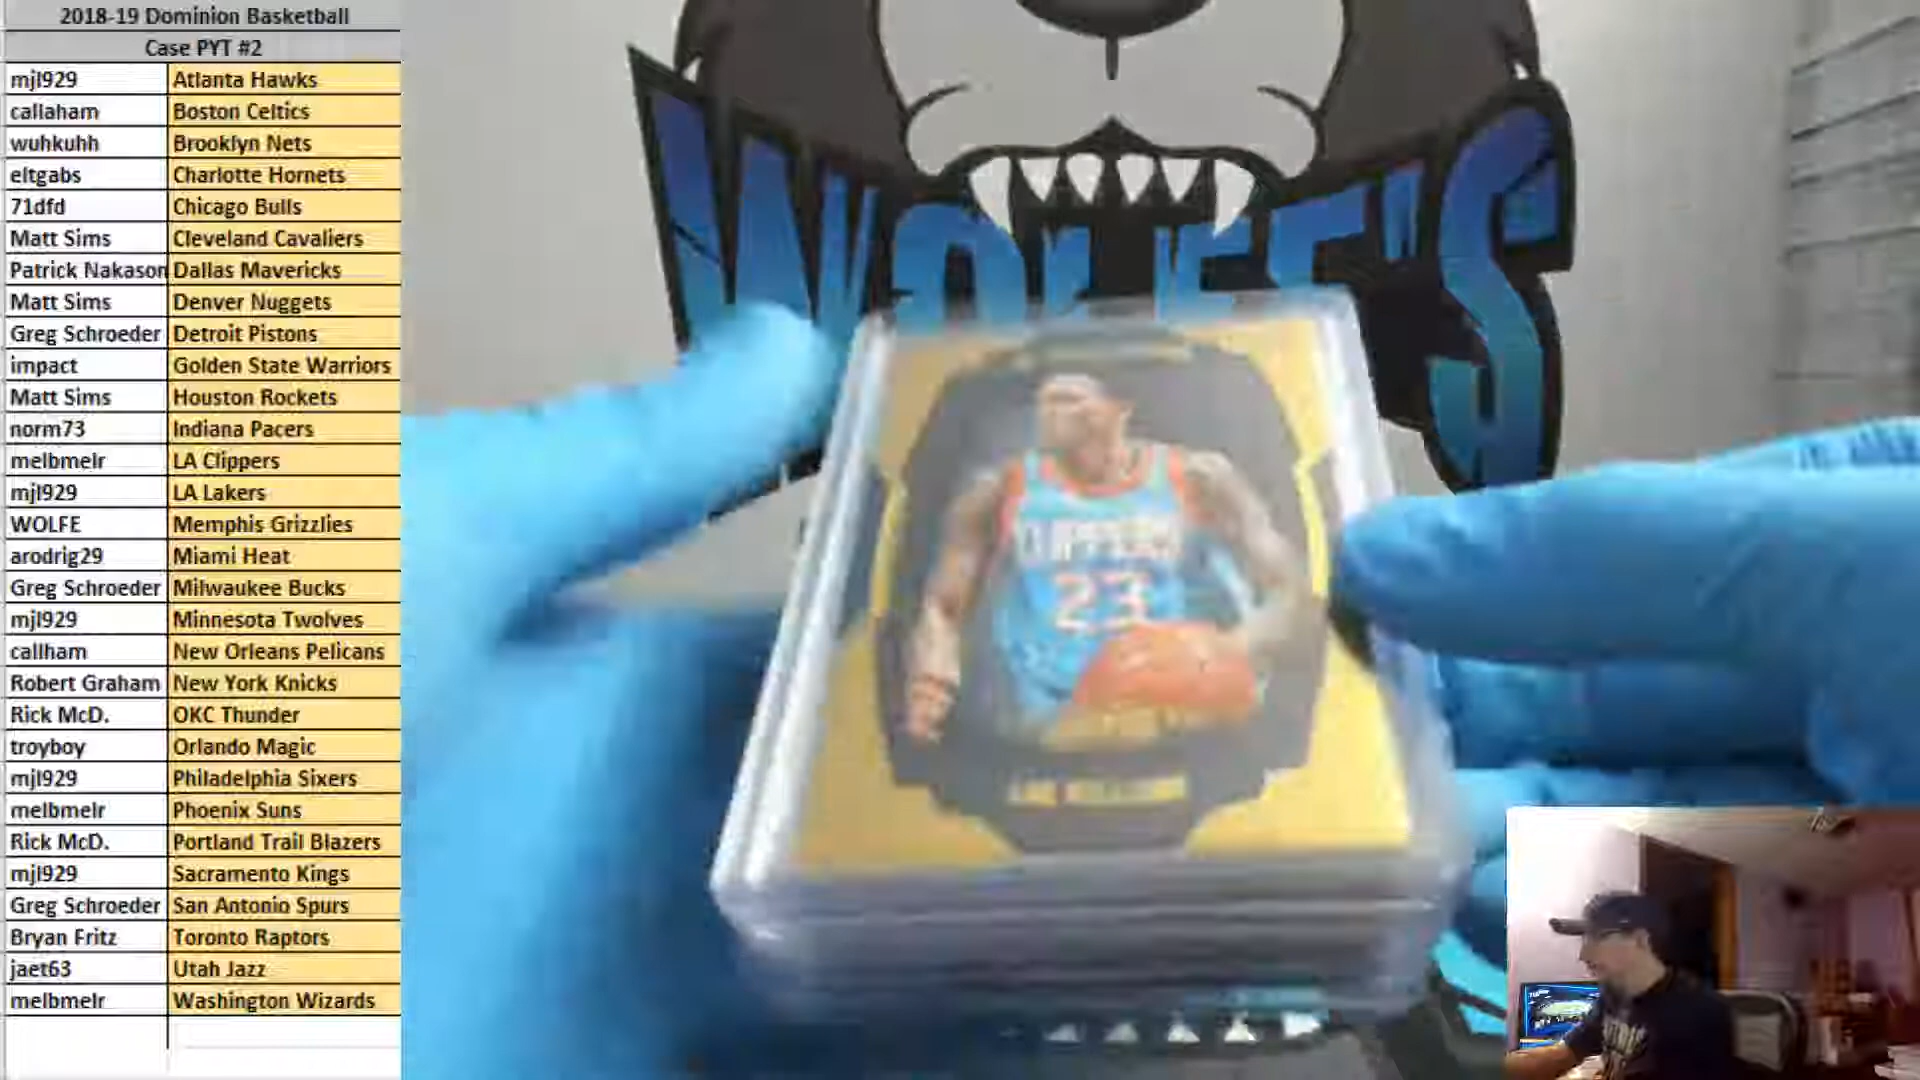 2018-19 Dominion Basketball
Case PYT #2
mjl929 Atlanta Hawks
callaham Boston Celtics
wuhkuhh Brooklyn Nets
eltgabs Charlotte Hornets
71dfd Chicago Bulls
Matt Sims Cleveland Cavaliers
Patrick Nakason Dallas Mavericks
Matt Sims Denver Nuggets
Greg Schroeder Detroit Pistons
impact Golden State Warriors
Matt Sims Houston Rockets
norm73 Indiana Pacers
melbmelr LA Clippers
mjl929 LA Lakers
WOLFE Memphis Grizzlies
arodrig29 Miami Heat
Greg Schroeder Milwaukee Bucks
mjl929 Minnesota Twolves
callham New Orleans Pelicans
Robert Graham New York Knicks
Rick McD. OKC Thunder
troyboy Orlando Magic
mjl929 Philadelphia Sixers
melbmelr Phoenix Suns
Rick McD. Portland Trail Blazers
mjl929 Sacramento Kings
Greg Schroeder San Antonio Spurs
Bryan Fritz Toronto Raptors
jaet63 Utah Jazz
melbmelr Washington Wizards
WOLFE'S
CLIPPERS
23
LOU WILLIAMS